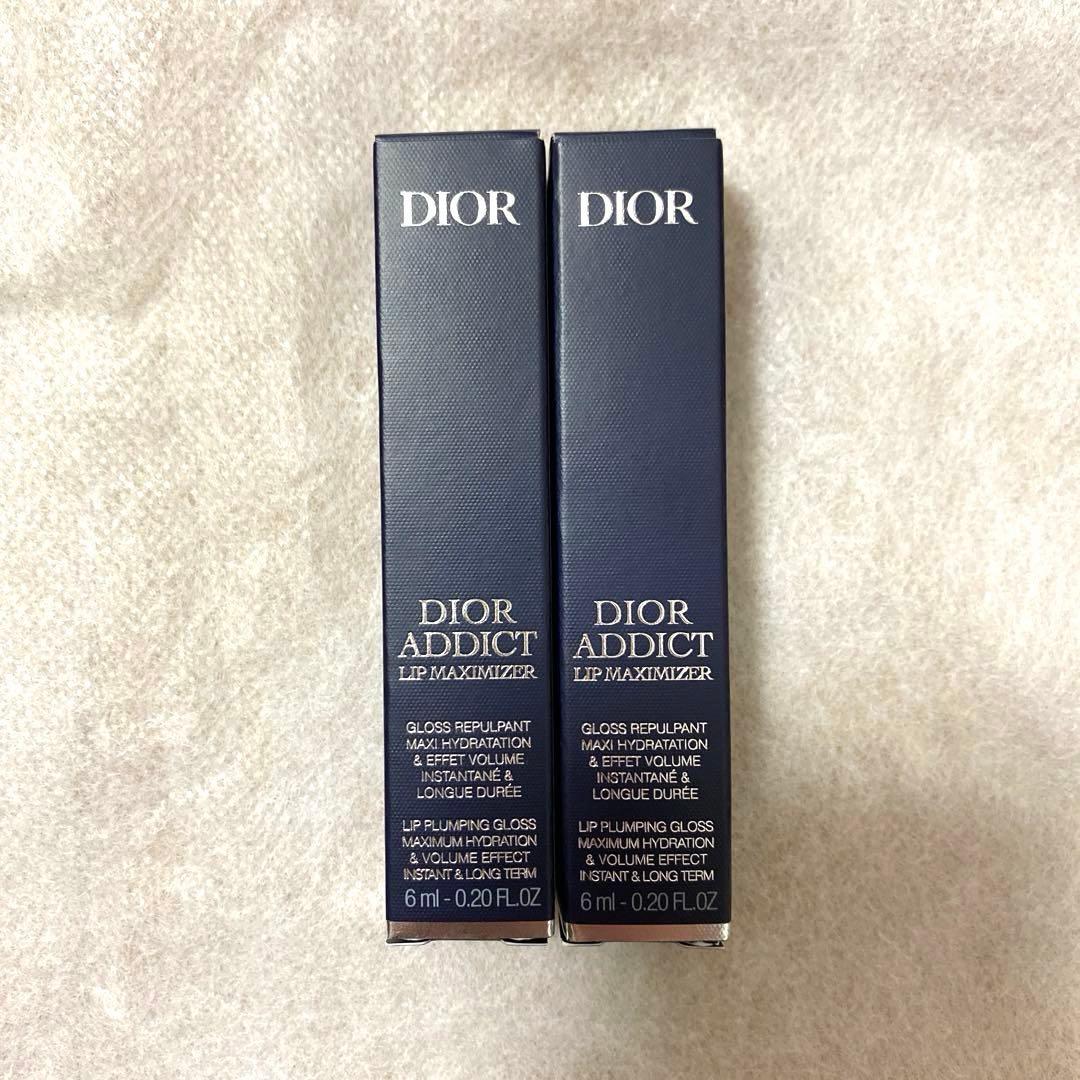 DIOR
DIOR
ADDICT
LIP MAXIMIZER
GLOSS REPULPANT
MAXI HYDRATATION
& EFFET VOLUME
INSTANTANÉ &
LONGUE DURÉE
LIP PLUMPING GLOSS
MAXIMUM HYDRATION
& VOLUME EFFECT
INSTANT & LONG TERM
6 ml - 0.20 FL.OZ
DIOR
DIOR
ADDICT
LIP MAXIMIZER
GLOSS REPULPANT
MAXI HYDRATATION
& EFFET VOLUME
INSTANTANÉ &
LONGUE DURÉE
LIP PLUMPING GLOSS
MAXIMUM HYDRATION
& VOLUME EFFECT
INSTANT & LONG TERM
6 ml - 0.20 FL.OZ